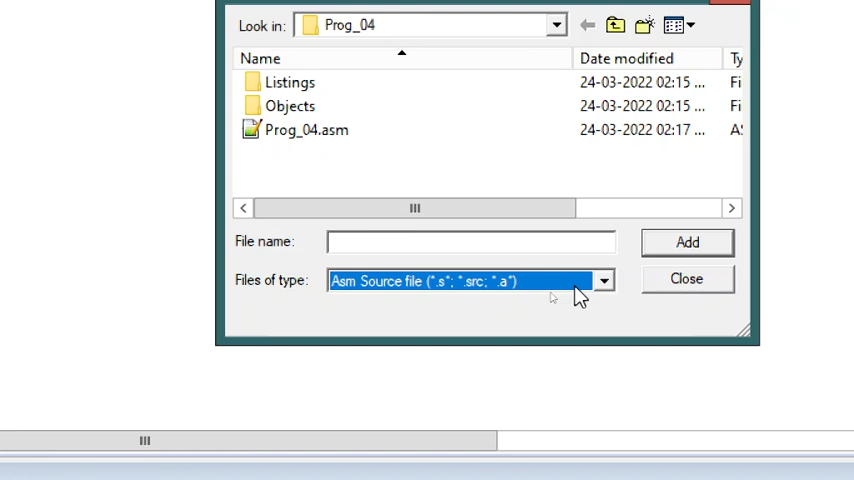 Look in: Prog_04
Name Date modified Ty
Listings 24-03-2022 02:15 ... Fi
Objects 24-03-2022 02:15 ... Fi
Prog_04.asm 24-03-2022 02:17 ... AS
File name: Add
Files of type: Asm Source file (*.s*; *.src; *.a*) Close